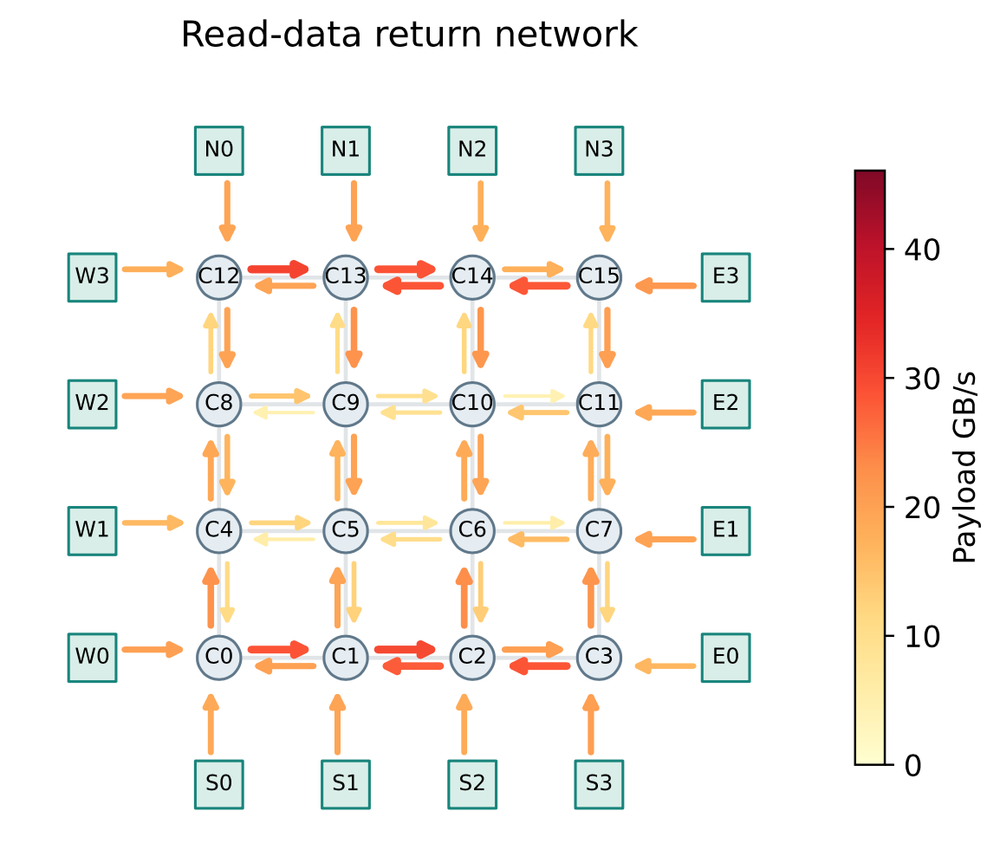 Read-data return network
N0 N1 N2 N3
W3 C12 C13 C14 C15 E3
W2 C8 C9 C10 C11 E2
W1 C4 C5 C6 C7 E1
W0 C0 C1 C2 C3 E0
S0 S1 S2 S3
40
30
20
10
0
Payload GB/s